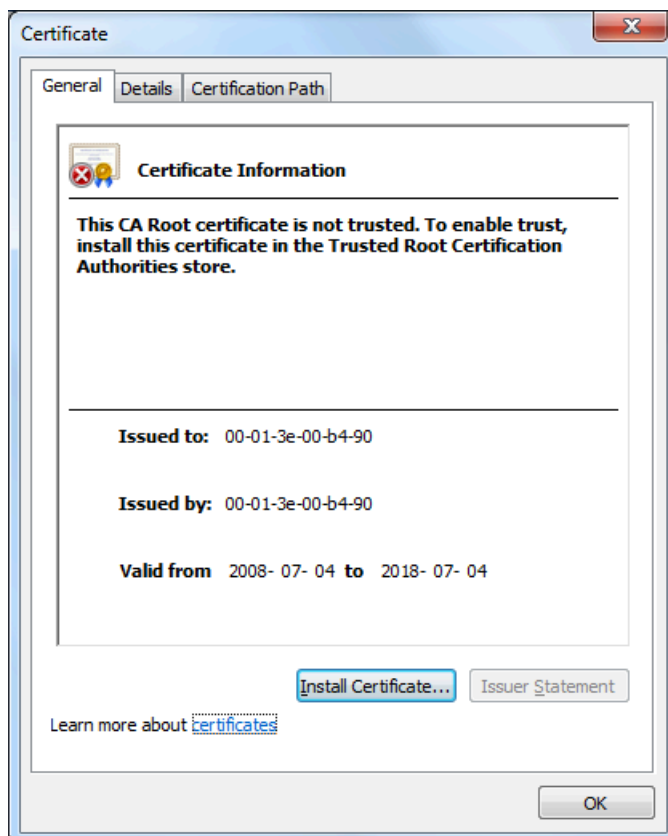 Certificate
General
Details
Certification Path
Certificate Information
This CA Root certificate is not trusted. To enable trust,
install this certificate in the Trusted Root Certification
Authorities store.
Issued to: 00-01-3e-00-b4-90
Issued by: 00-01-3e-00-b4-90
Valid from 2008- 07- 04 to 2018- 07- 04
Install Certificate...
Issuer Statement
Learn more about certificates
OK